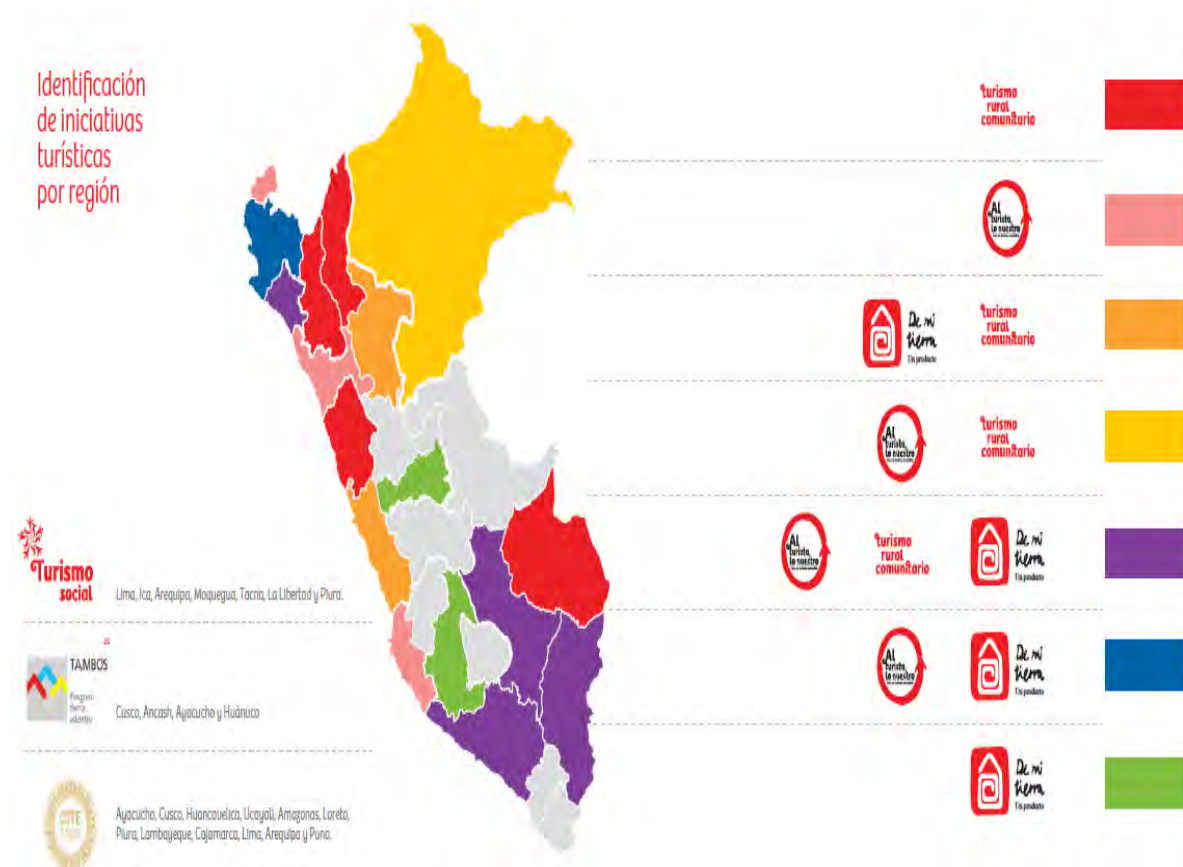 Identificación
de iniciativas
turísticas
por región
Turismo
social
Lima, Ica, Arequipa, Moquegua, Tacna, La Libertad y Piura.
TAMBOS
Progreso
tierra
adentro
Cusco, Ancash, Ayacucho y Huánuco
CITE
Ayacucho, Cusco, Huancavelica, Ucayali, Amazonas, Loreto,
Piura, Lambayeque, Cajamarca, Lima, Arequipa y Puno.
turismo
rural
comunitario
Al
turista,
lo nuestro
De mi
tierra
Un producto
turismo
rural
comunitario
Al
turista,
lo nuestro
turismo
rural
comunitario
Al
turista,
lo nuestro
turismo
rural
comunitario
De mi
tierra
Un producto
Al
turista,
lo nuestro
De mi
tierra
Un producto
De mi
tierra
Un producto